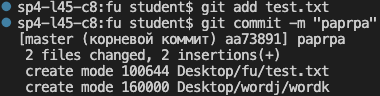 sp4-l45-c8:fu student$ git add test.txt
sp4-l45-c8:fu student$ git commit -m "paprpa"
[master (корневой коммит) aa73891] paprpa
2 files changed, 2 insertions(+)
create mode 100644 Desktop/fu/test.txt
create mode 160000 Desktop/wordj/wordk